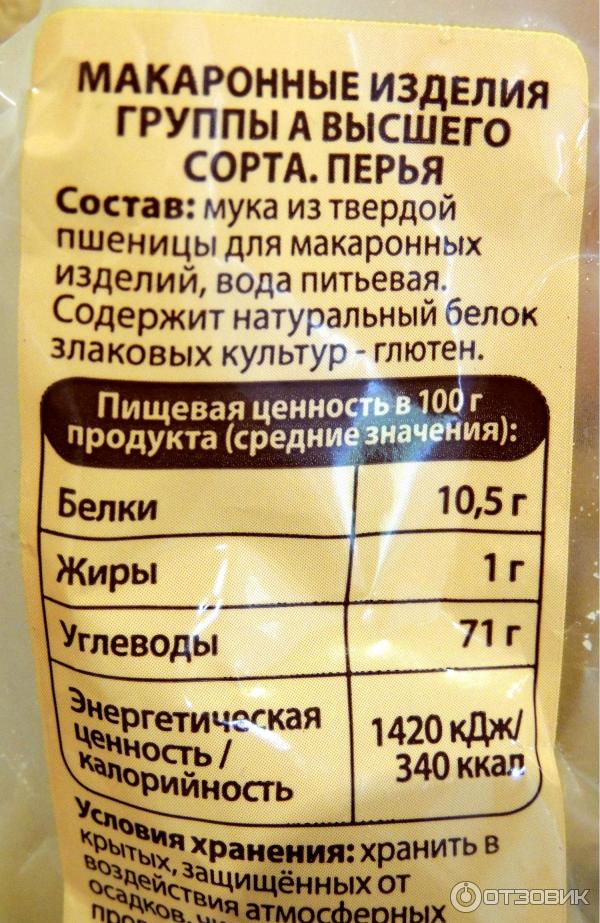 МАКАРОННЫЕ ИЗДЕЛИЯ
ГРУППЫ А ВЫСШЕГО
СОРТА. ПЕРЬЯ
Состав: мука из твердой
пшеницы для макаронных
изделий, вода питьевая.
Содержит натуральный белок
злаковых культур - глютен.
Пищевая ценность в 100 г
продукта (средние значения):
Белки 10,5 г
Жиры 1 г
Углеводы 71 г
Энергетическая
ценность /
калорийность
1420 кДж/
340 ккал
Условия хранения: хранить в
крытых, защищённых от
воздействия атмосферных
осадков,
ОТЗОВИК